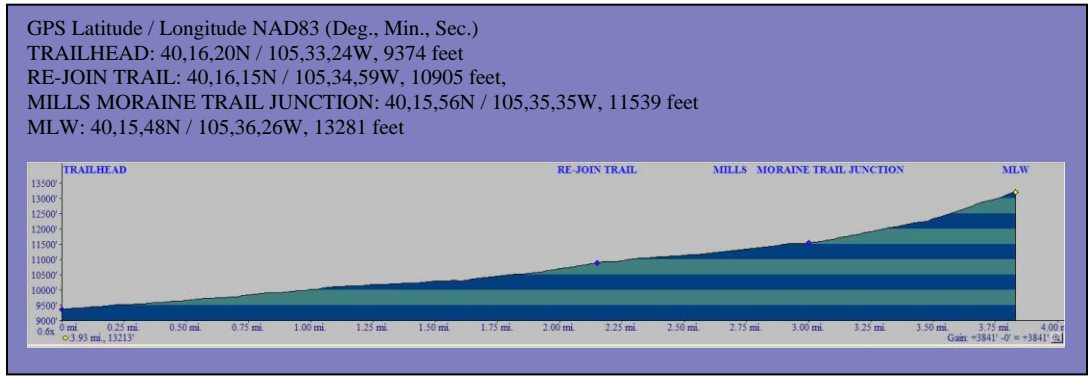 GPS Latitude / Longitude NAD83 (Deg., Min., Sec.)
TRAILHEAD: 40,16,20N / 105,33,24W, 9374 feet
RE-JOIN TRAIL: 40,16,15N / 105,34,59W, 10905 feet,
MILLS MORAINE TRAIL JUNCTION: 40,15,56N / 105,35,35W, 11539 feet
MLW: 40,15,48N / 105,36,26W, 13281 feet
TRAILHEAD RE-JOIN TRAIL MILLS MORAINE TRAIL JUNCTION MLW
13500'
13000'
12500'
12000'
11500'
11000'
10500'
10000'
9500'
9000'
0.6x 0 mi 0.25 mi. 0.50 mi. 0.75 mi. 1.00 mi. 1.25 mi. 1.50 mi. 1.75 mi. 2.00 mi. 2.25 mi. 2.50 mi. 2.75 mi. 3.00 mi. 3.25 mi. 3.50 mi. 3.75 mi. 4.00 r
3.93 mi., 13213' Gain: +3841' -0' = +3841'